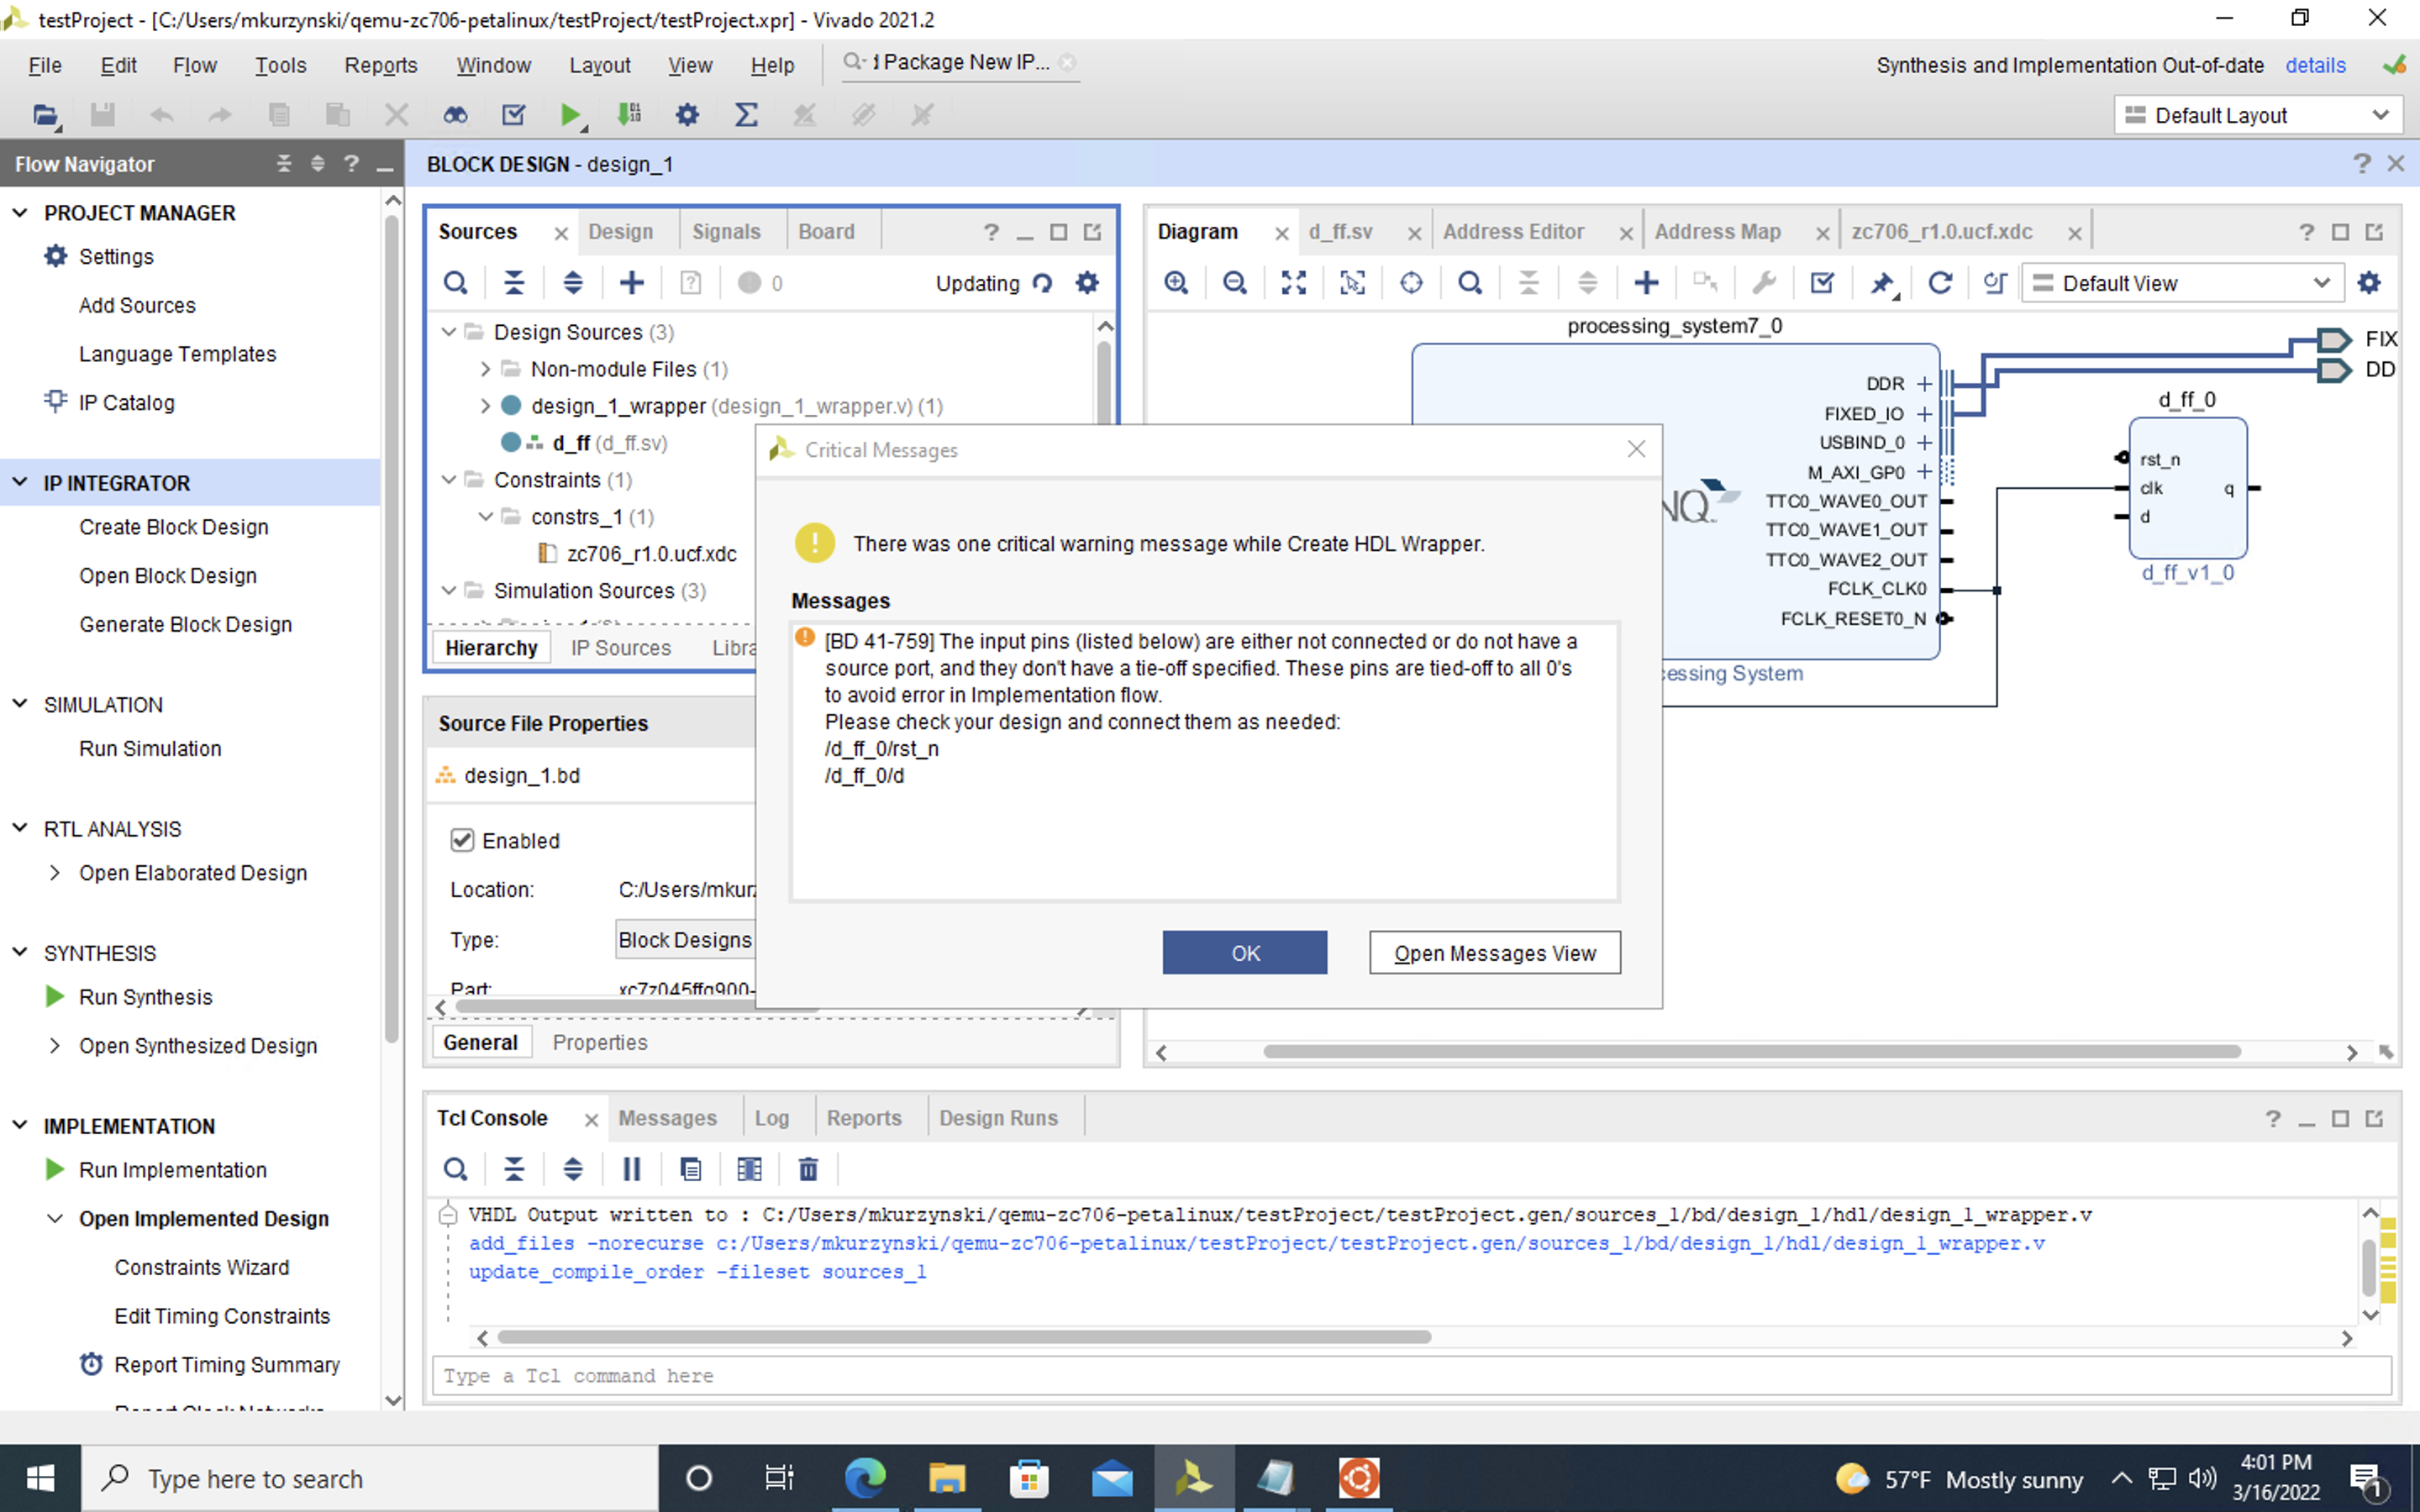 testProject - [C:/Users/mkurzynski/qemu-zc706-petalinux/testProject/testProject.xpr] - Vivado 2021.2
File Edit Flow Tools Reports Window Layout View Help Package New IP...
Synthesis and Implementation Out-of-date details
Default Layout
Flow Navigator
PROJECT MANAGER
Settings
Add Sources
Language Templates
IP Catalog
IP INTEGRATOR
Create Block Design
Open Block Design
Generate Block Design
SIMULATION
Run Simulation
RTL ANALYSIS
Open Elaborated Design
SYNTHESIS
Run Synthesis
Open Synthesized Design
IMPLEMENTATION
Run Implementation
Open Implemented Design
Constraints Wizard
Edit Timing Constraints
Report Timing Summary
BLOCK DESIGN - design_1
Sources Design Signals Board
0 Updating
Design Sources (3)
Non-module Files (1)
design_1_wrapper (design_1_wrapper.v) (1)
d_ff (d_ff.sv)
Constraints (1)
constrs_1 (1)
zc706_r1.0.ucf.xdc
Simulation Sources (3)
Hierarchy IP Sources Libra
Source File Properties
design_1.bd
Enabled
Location: C:/Users/mkurz
Type: Block Designs
Part: xc7z045ffg900-
General Properties
Diagram d_ff.sv Address Editor Address Map zc706_r1.0.ucf.xdc
Default View
processing_system7_0
DDR
FIXED_IO
USBIND_0
M_AXI_GP0
TTC0_WAVE0_OUT
TTC0_WAVE1_OUT
TTC0_WAVE2_OUT
FCLK_CLK0
FCLK_RESET0_N
NQ
essing System
FIX
DD
d_ff_0
rst_n
clk q
d
d_ff_v1_0
Critical Messages
There was one critical warning message while Create HDL Wrapper.
Messages
[BD 41-759] The input pins (listed below) are either not connected or do not have a
source port, and they don't have a tie-off specified. These pins are tied-off to all 0's
to avoid error in Implementation flow.
Please check your design and connect them as needed:
/d_ff_0/rst_n
/d_ff_0/d
OK Open Messages View
Tcl Console Messages Log Reports Design Runs
VHDL Output written to : C:/Users/mkurzynski/qemu-zc706-petalinux/testProject/testProject.gen/sources_1/bd/design_1/hdl/design_1_wrapper.v
add_files -norecurse c:/Users/mkurzynski/qemu-zc706-petalinux/testProject/testProject.gen/sources_1/bd/design_1/hdl/design_1_wrapper.v
update_compile_order -fileset sources_1
Type a Tcl command here
Type here to search
57°F Mostly sunny
4:01 PM
3/16/2022
1